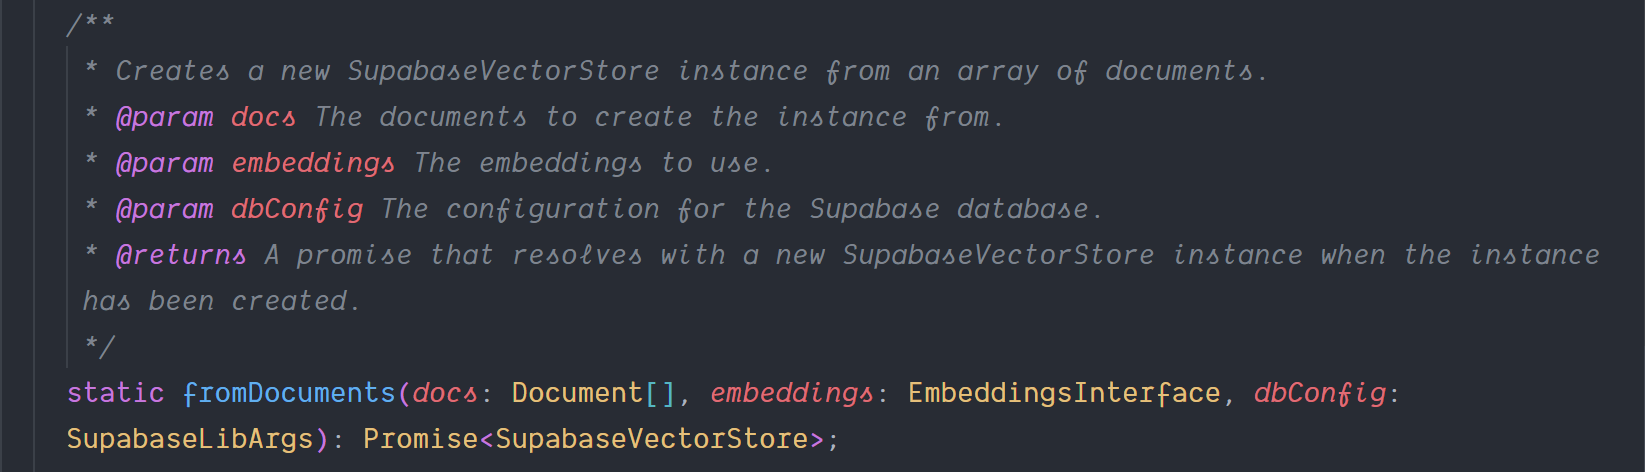 /**
* Creates a new SupabaseVectorStore instance from an array of documents.
* @param docs The documents to create the instance from.
* @param embeddings The embeddings to use.
* @param dbConfig The configuration for the Supabase database.
* @returns A promise that resolves with a new SupabaseVectorStore instance when the instance
has been created.
*/
static fromDocuments(docs: Document[], embeddings: EmbeddingsInterface, dbConfig:
SupabaseLibArgs): Promise<SupabaseVectorStore>;